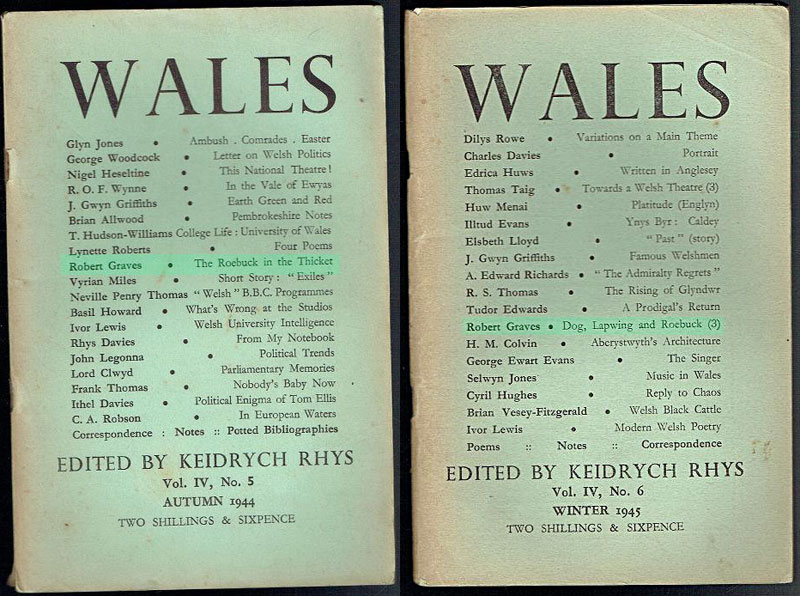 WALES
Glyn Jones • Ambush . Comrades . Easter
George Woodcock • Letter on Welsh Politics
Nigel Heseltine • This National Theatre!
R. O. F. Wynne • In the Vale of Ewyas
J. Gwyn Griffiths • Earth Green and Red
Brian Allwood • Pembrokeshire Notes
T. Hudson-Williams College Life : University of Wales
Lynette Roberts • Four Poems
Robert Graves • The Roebuck in the Thicket
Vyrian Miles • Short Story : "Exiles"
Neville Penry Thomas "Welsh" B.B.C. Programmes
Basil Howard • What's Wrong at the Studios
Ivor Lewis • Welsh University Intelligence
Rhys Davies • From My Notebook
John Legonna • Political Trends
Lord Clwyd • Parliamentary Memories
Frank Thomas • Nobody's Baby Now
Ithel Davies • Political Enigma of Tom Ellis
C. A. Robson • In European Waters
Correspondence : Notes :: Potted Bibliographies
EDITED BY KEIDRYCH RHYS
Vol. IV, No. 5
AUTUMN 1944
TWO SHILLINGS & SIXPENCE
WALES
Dilys Rowe • Variations on a Main Theme
Charles Davies • Portrait
Edrica Huws • Written in Anglesey
Thomas Taig • Towards a Welsh Theatre (3)
Huw Menai • Platitude (Englyn)
Illtud Evans • Ynys Byr : Caldey
Elsbeth Lloyd • "Past" (story)
J. Gwyn Griffiths • Famous Welshmen
A. Edward Richards • "The Admiralty Regrets"
R. S. Thomas • The Rising of Glyndwr
Tudor Edwards • A Prodigal's Return
Robert Graves • Dog, Lapwing and Roebuck (3)
H. M. Colvin • Aberystwyth's Architecture
George Ewart Evans • The Singer
Selwyn Jones • Music in Wales
Cyril Hughes • Reply to Chaos
Brian Vesey-Fitzgerald • Welsh Black Cattle
Ivor Lewis • Modern Welsh Poetry
Poems :: Notes :: Correspondence
EDITED BY KEIDRYCH RHYS
Vol. IV, No. 6
WINTER 1945
TWO SHILLINGS & SIXPENCE